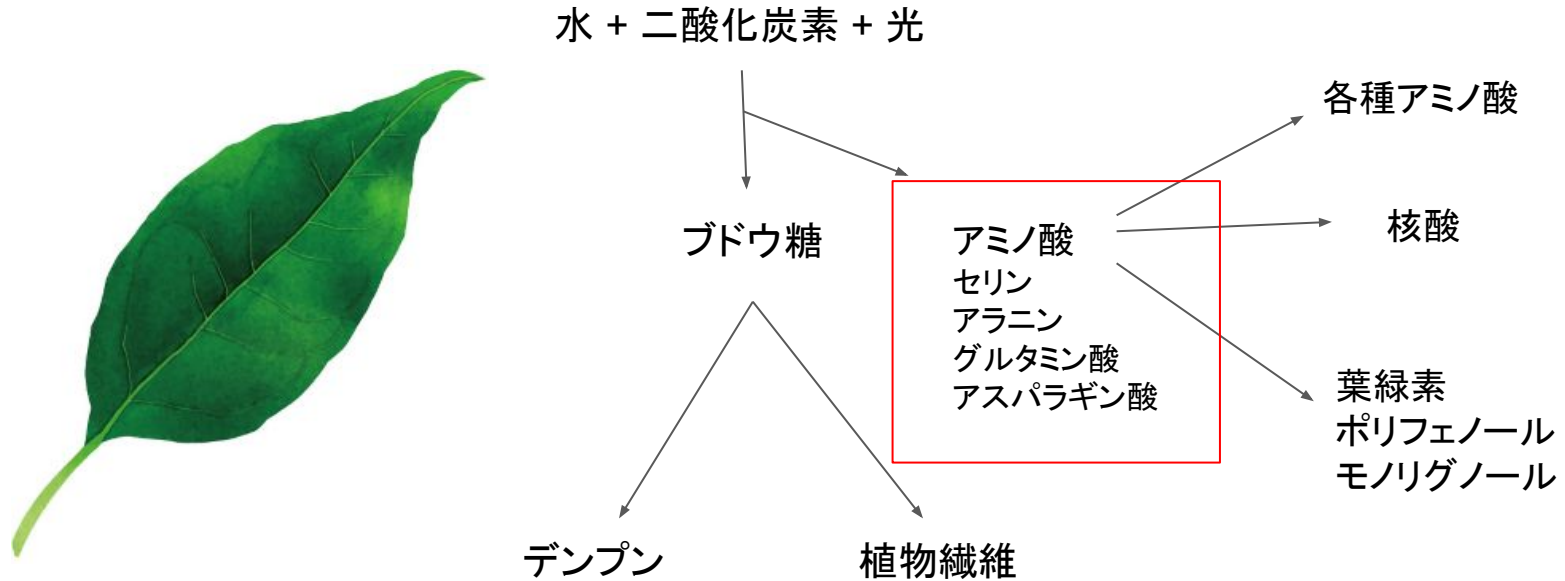 水 + 二酸化炭素 + 光
各種アミノ酸
ブドウ糖
アミノ酸
セリン
アラニン
グルタミン酸
アスパラギン酸
核酸
葉緑素
ポリフェノール
モノリグノール
デンプン
植物繊維